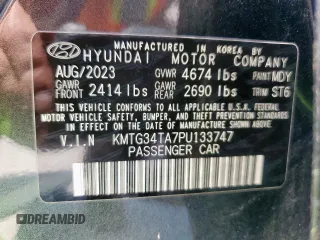 MANUFACTURED IN KOREA BY
HYUNDAI MOTOR COMPANY
AUG/2023 GVWR 4674 lbs PAINT MDY
GAWR FRONT 2414 lbs GAWR REAR 2690 lbs TRIM ST6
THIS VEHICLE CONFORMS TO ALL APPLICABLE U.S. FEDERAL
MOTOR VEHICLE SAFETY, BUMPER, AND THEFT PREVENTION
STANDARDS IN EFFECT ON THE DATE OF MANUFACTURE SHOWN ABOVE.
V.I.N KMTG34TA7PU133747
PASSENGER CAR
DREAMBID